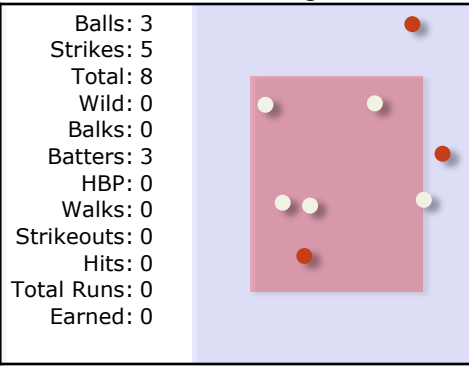 Balls: 3
Strikes: 5
Total: 8
Wild: 0
Balks: 0
Batters: 3
HBP: 0
Walks: 0
Strikeouts: 0
Hits: 0
Total Runs: 0
Earned: 0